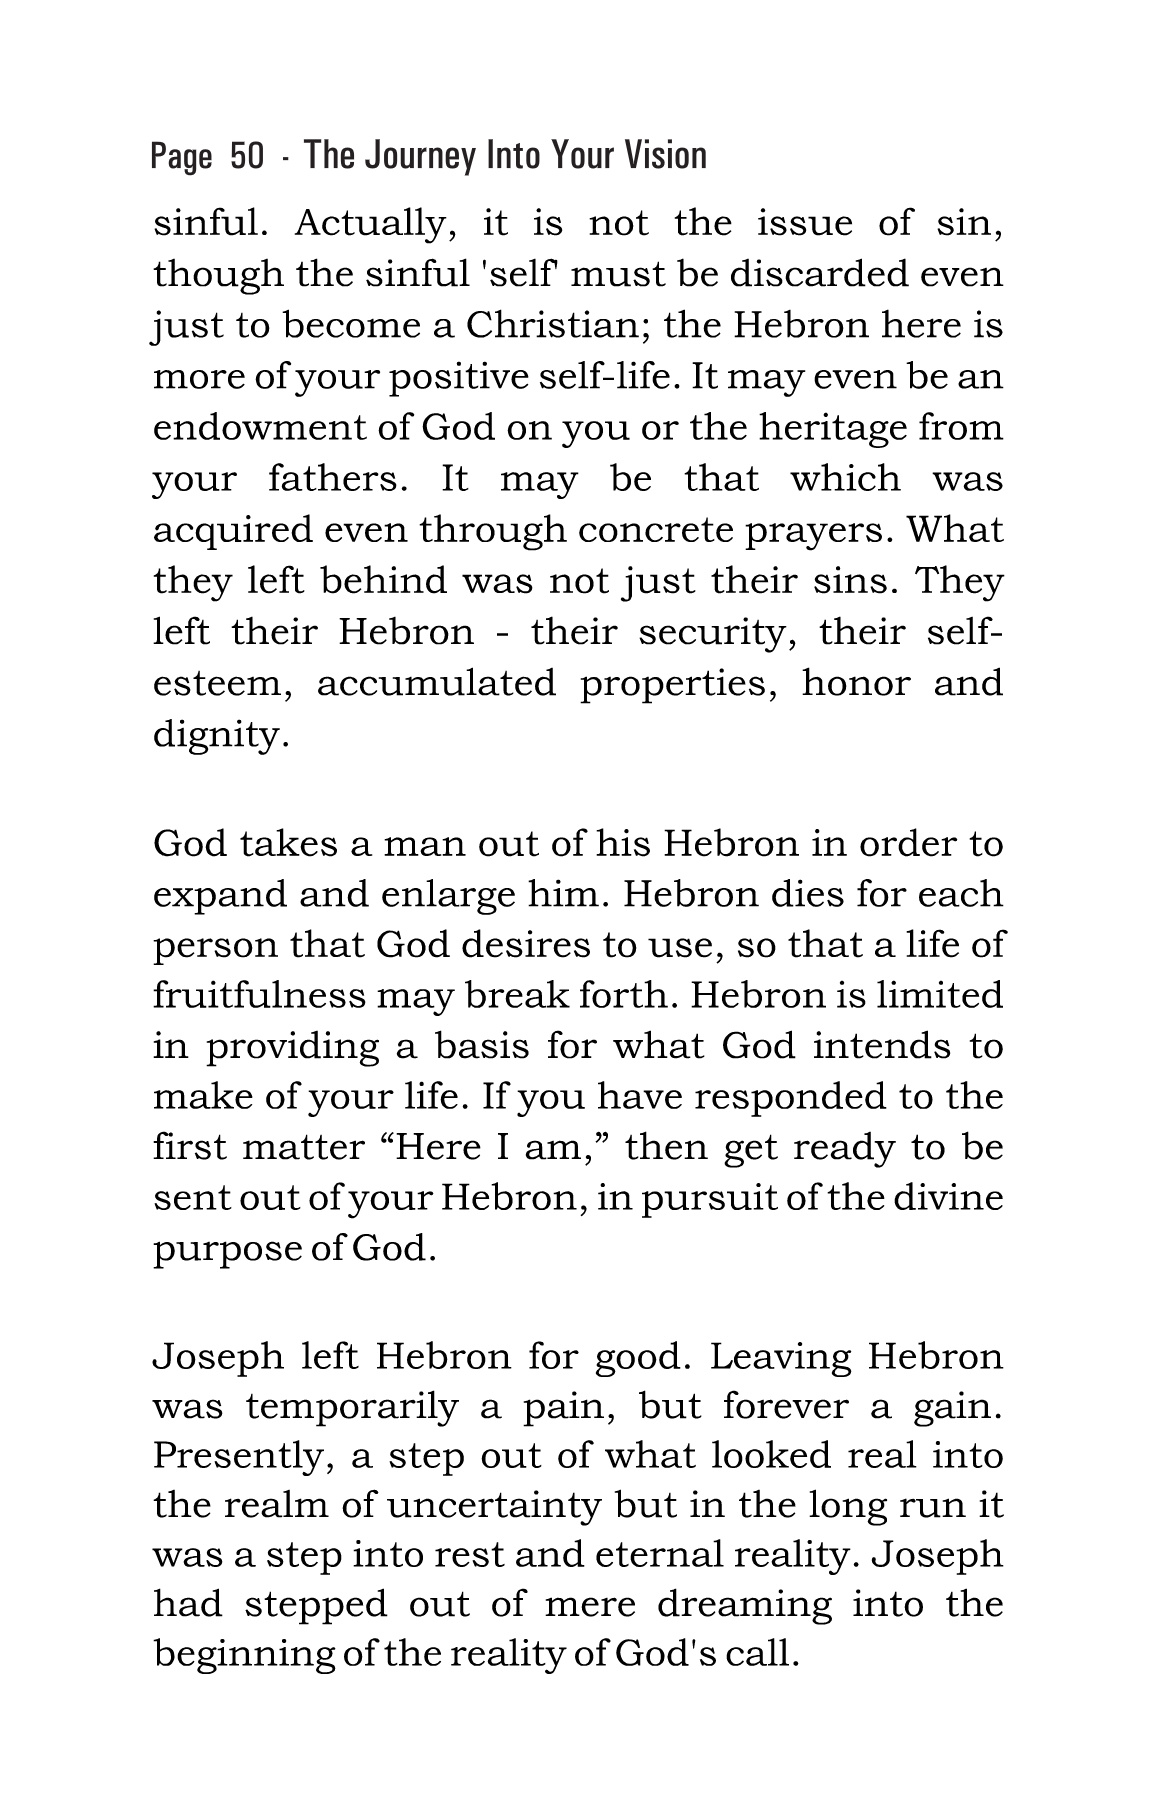 Page 50 - The Journey Into Your Vision
sinful. Actually, it is not the issue of sin,
though the sinful 'self' must be discarded even
just to become a Christian; the Hebron here is
more of your positive self-life. It may even be an
endowment of God on you or the heritage from
your fathers. It may be that which was
acquired even through concrete prayers. What
they left behind was not just their sins. They
left their Hebron - their security, their self-
esteem, accumulated properties, honor and
dignity.
God takes a man out of his Hebron in order to
expand and enlarge him. Hebron dies for each
person that God desires to use, so that a life of
fruitfulness may break forth. Hebron is limited
in providing a basis for what God intends to
make of your life. If you have responded to the
first matter “Here I am,” then get ready to be
sent out of your Hebron, in pursuit of the divine
purpose of God.
Joseph left Hebron for good. Leaving Hebron
was temporarily a pain, but forever a gain.
Presently, a step out of what looked real into
the realm of uncertainty but in the long run it
was a step into rest and eternal reality. Joseph
had stepped out of mere dreaming into the
beginning of the reality of God's call.